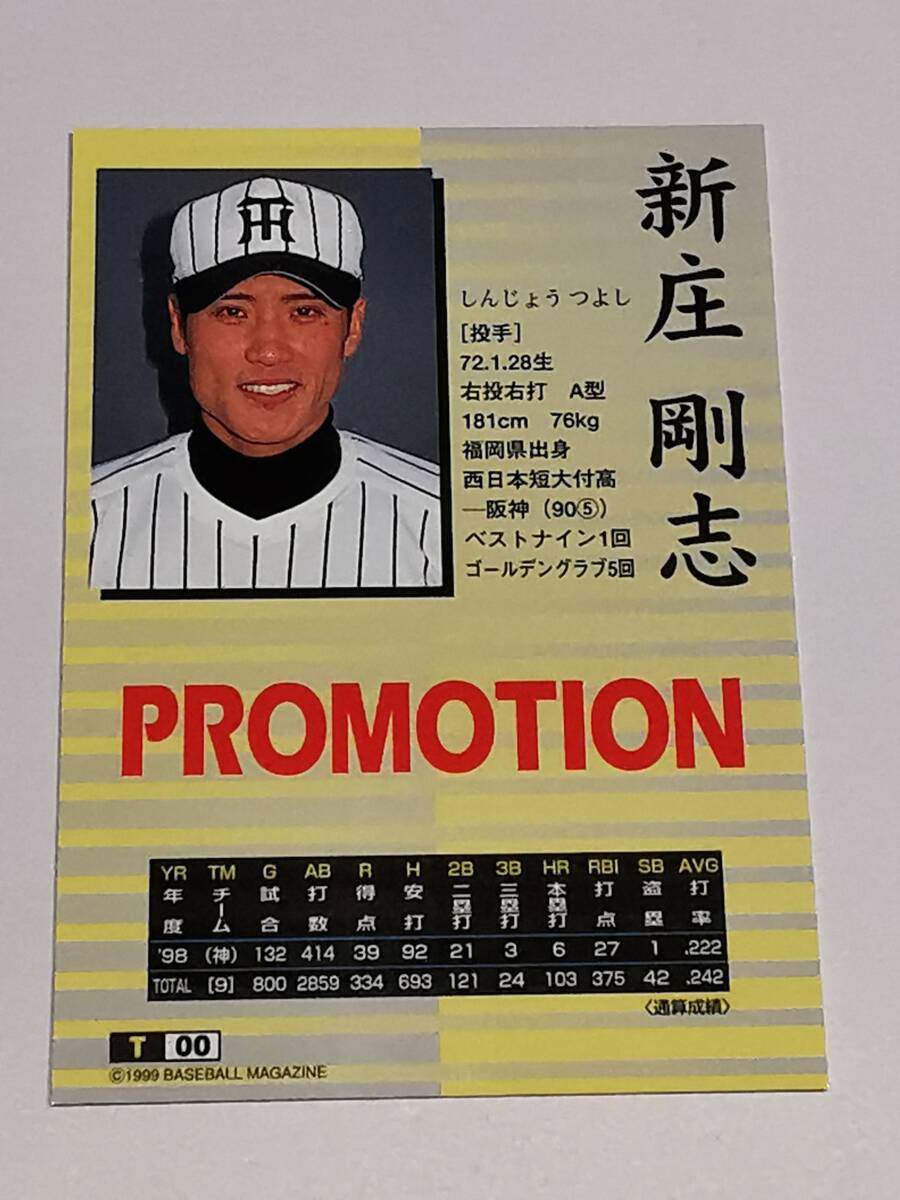 新庄 剛志
しんじょう つよし
[投手]
72.1.28生
右投右打 A型
181cm 76kg
福岡県出身
西日本短大付高
―阪神 (90⑤)
ベストナイン1回
ゴールデングラブ5回
TH
PROMOTION
YR TM G AB R H 2B 3B HR RBI SB AVG
年度 チーム 試合 打数 得点 安打 二塁打 三塁打 本塁打 打点 盗塁 打率
'98 (神) 132 414 39 92 21 3 6 27 1 .222
TOTAL [9] 800 2859 334 693 121 24 103 375 42 .242
〈通算成績〉
T 00
©1999 BASEBALL MAGAZINE